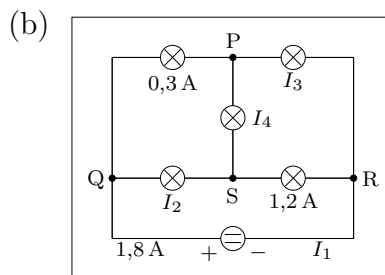 (b)
P
0,3 A
I₃
I₄
Q
S
R
I₂
1,2 A
1,8 A
+
−
I₁